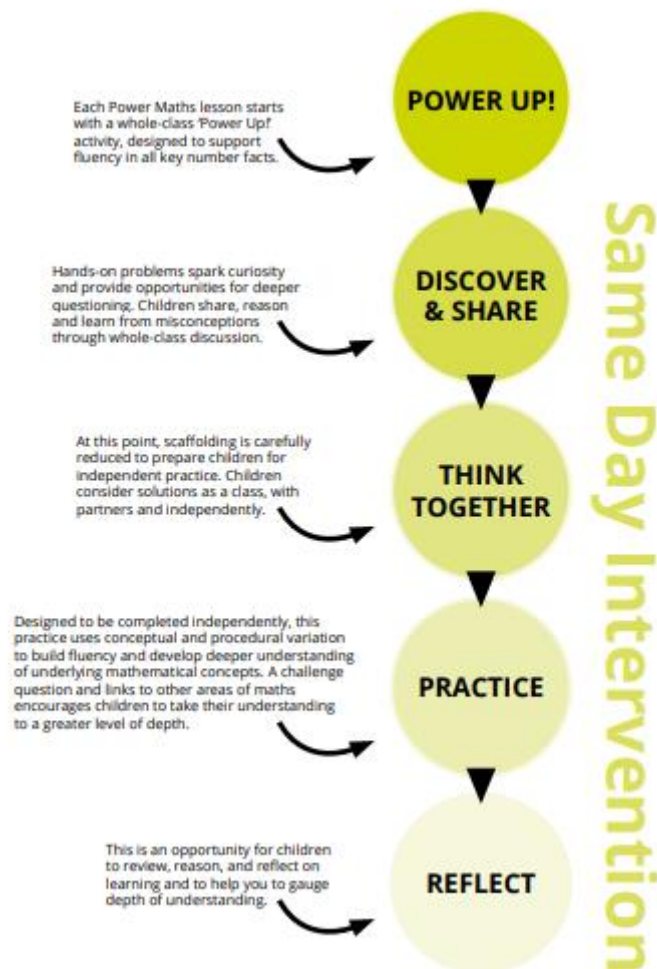 POWER UP!
Each Power Maths lesson starts
with a whole-class 'Power Up!'
activity, designed to support
fluency in all key number facts.
DISCOVER
& SHARE
Hands-on problems spark curiosity
and provide opportunities for deeper
questioning. Children share, reason
and learn from misconceptions
through whole-class discussion.
THINK
TOGETHER
At this point, scaffolding is carefully
reduced to prepare children for
independent practice. Children
consider solutions as a class, with
partners and independently.
PRACTICE
Designed to be completed independently, this
practice uses conceptual and procedural variation
to build fluency and develop deeper understanding
of underlying mathematical concepts. A challenge
question and links to other areas of maths
encourages children to take their understanding
to a greater level of depth.
REFLECT
This is an opportunity for children
to review, reason, and reflect on
learning and to help you to gauge
depth of understanding.
Same Day Intervention